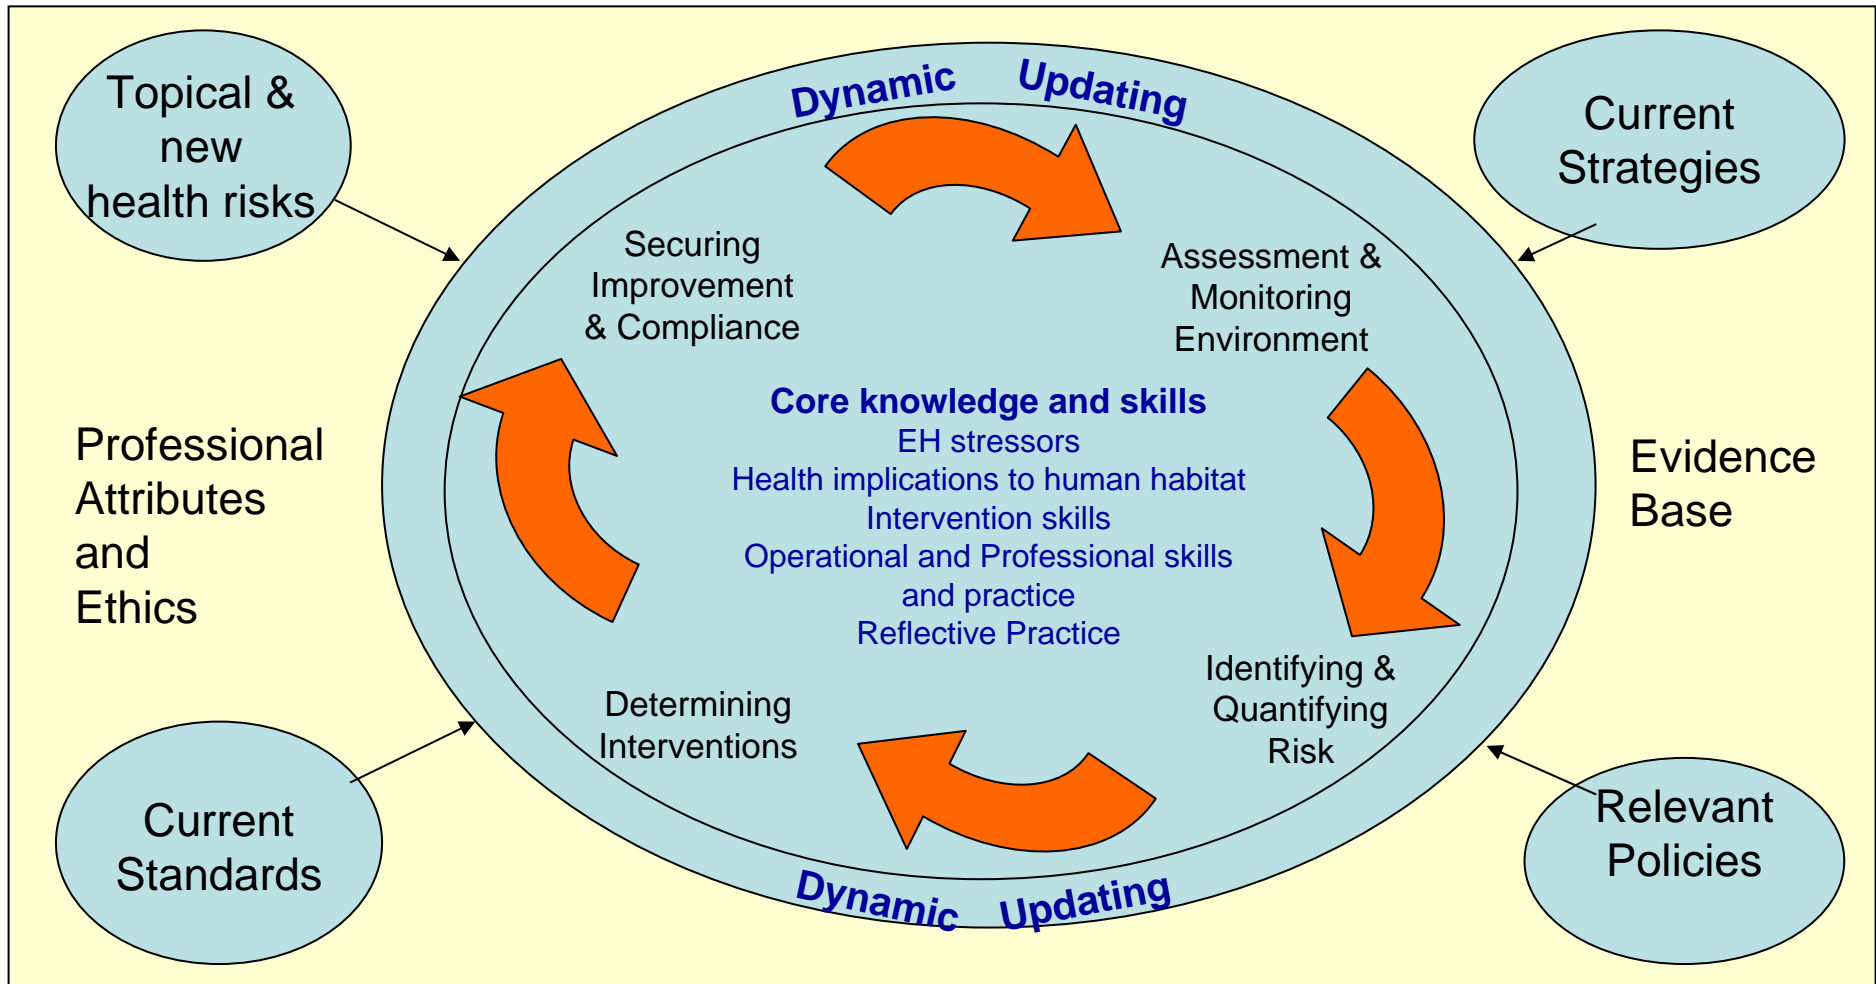 Dynamic Updating
Topical &
new
health risks
Current
Strategies
Securing
Improvement
& Compliance
Assessment &
Monitoring
Environment
Professional
Attributes
and
Ethics
Core knowledge and skills
EH stressors
Health implications to human habitat
Intervention skills
Operational and Professional skills
and practice
Reflective Practice
Evidence
Base
Determining
Interventions
Identifying &
Quantifying
Risk
Current
Standards
Relevant
Policies
Dynamic Updating